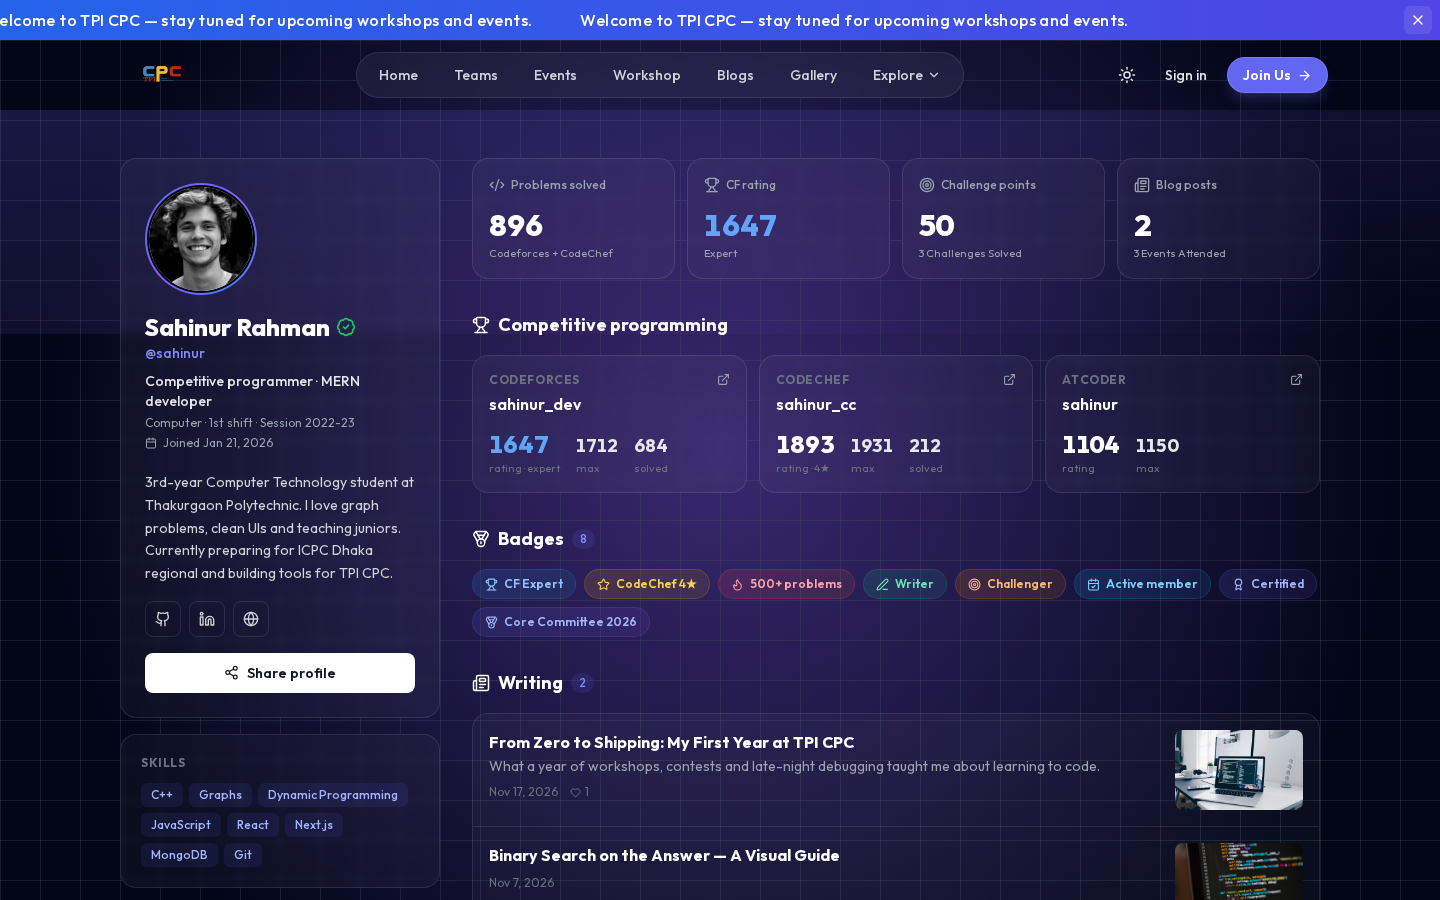 elcome to TPI CPC — stay tuned for upcoming workshops and events. Welcome to TPI CPC — stay tuned for upcoming workshops and events.
CPC
Home Teams Events Workshop Blogs Gallery Explore
Sign in
Join Us
Sahinur Rahman
@sahinur
Competitive programmer · MERN
developer
Computer · 1st shift · Session 2022-23
Joined Jan 21, 2026
3rd-year Computer Technology student at
Thakurgaon Polytechnic. I love graph
problems, clean UIs and teaching juniors.
Currently preparing for ICPC Dhaka
regional and building tools for TPI CPC.
Share profile
SKILLS
C++ Graphs Dynamic Programming
JavaScript React Next.js
MongoDB Git
Problems solved
896
Codeforces + CodeChef
CF rating
1647
Expert
Challenge points
50
3 Challenges Solved
Blog posts
2
3 Events Attended
Competitive programming
CODEFORCES
sahinur_dev
1647 1712 684
rating · expert max solved
CODECHEF
sahinur_cc
1893 1931 212
rating · 4★ max solved
ATCODER
sahinur
1104 1150
rating max
Badges 8
CF Expert CodeChef 4★ 500+ problems Writer Challenger Active member Certified
Core Committee 2026
Writing 2
From Zero to Shipping: My First Year at TPI CPC
What a year of workshops, contests and late-night debugging taught me about learning to code.
Nov 17, 2026 1
Binary Search on the Answer — A Visual Guide
Nov 7, 2026